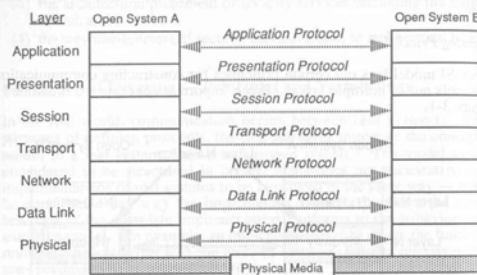 Layer Open System A Open System B
Application Application Protocol
Presentation Presentation Protocol
Session Session Protocol
Transport Transport Protocol
Network Network Protocol
Data Link Data Link Protocol
Physical Physical Protocol
Physical Media